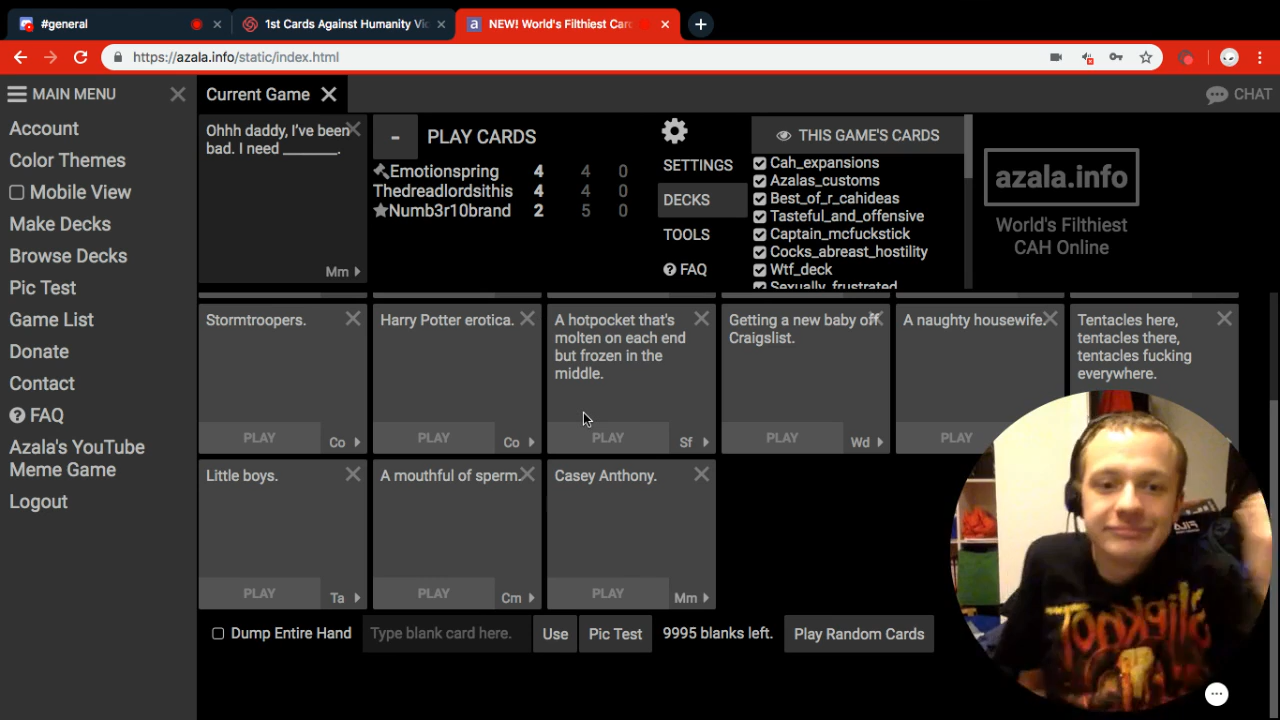 #general
1st Cards Against Humanity Vic
NEW! World's Filthiest Car
https://azala.info/static/index.html
MAIN MENU
Current Game
CHAT
Account
Color Themes
Mobile View
Make Decks
Browse Decks
Pic Test
Game List
Donate
Contact
FAQ
Azala's YouTube
Meme Game
Logout
Ohhh daddy, I've been
bad. I need ________.
Mm
-
PLAY CARDS
Emotionspring 4 4 0
Thedreadlordsithis 4 4 0
Numb3r10brand 2 5 0
SETTINGS
DECKS
TOOLS
FAQ
THIS GAME'S CARDS
Cah_expansions
Azalas_customs
Best_of_r_cahideas
Tasteful_and_offensive
Captain_mcfuckstick
Cocks_abreast_hostility
Wtf_deck
Sexually_frustrated
azala.info
World's Filthiest
CAH Online
Stormtroopers.
PLAY
Co
Harry Potter erotica.
PLAY
Co
A hotpocket that's
molten on each end
but frozen in the
middle.
PLAY
Sf
Getting a new baby off
Craigslist.
PLAY
Wd
A naughty housewife.
PLAY
Tentacles here,
tentacles there,
tentacles fucking
everywhere.
Little boys.
PLAY
Ta
A mouthful of sperm.
PLAY
Cm
Casey Anthony.
PLAY
Mm
Dump Entire Hand
Type blank card here.
Use
Pic Test
9995 blanks left.
Play Random Cards
FILA
Slipknot